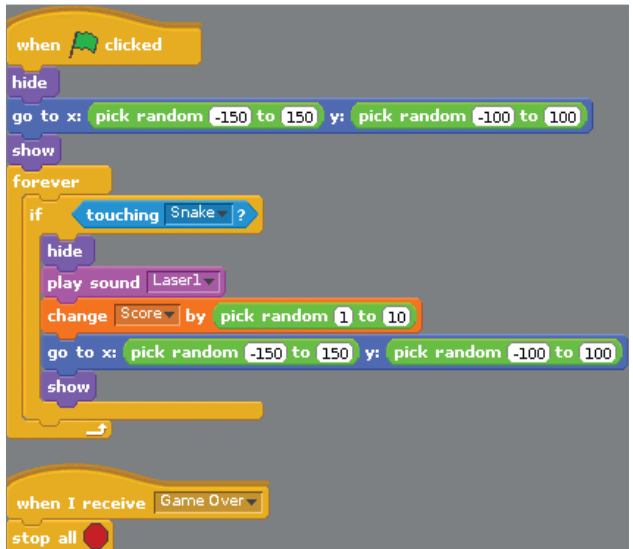 when clicked
hide
go to x: pick random -150 to 150 y: pick random -100 to 100
show
forever
if touching Snake ?
hide
play sound Laser1
change Score by pick random 1 to 10
go to x: pick random -150 to 150 y: pick random -100 to 100
show
when I receive Game Over
stop all